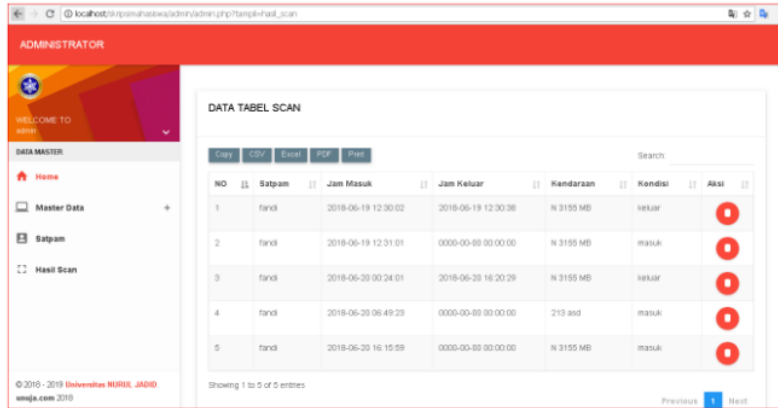 localhost/skripsimahasiswa/admin/admin.php?tampil=hasil_scan
ADMINISTRATOR
WELCOME TO
admin
DATA MASTER
Home
Master Data +
Satpam
Hasil Scan
© 2018 - 2019 Universitas NURUL JADID
unuja.com 2018
DATA TABEL SCAN
Copy CSV Excel PDF Print
Search:
NO Satpam Jam Masuk Jam Keluar Kendaraan Kondisi Aksi
1 fandi 2018-06-19 12:30:02 2018-06-19 12:30:38 N 3155 MB keluar
2 fandi 2018-06-19 12:31:01 0000-00-00 00:00:00 N 3155 MB masuk
3 fandi 2018-06-20 00:24:01 2018-06-20 16:20:29 N 3155 MB keluar
4 fandi 2018-06-20 06:49:23 0000-00-00 00:00:00 213 asd masuk
5 fandi 2018-06-20 16:15:59 0000-00-00 00:00:00 N 3155 MB masuk
Showing 1 to 5 of 5 entries
Previous 1 Next